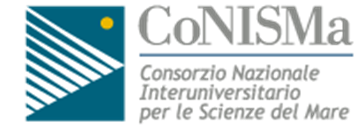 CoNISMa
Consorzio Nazionale
Interuniversitario
per le Scienze del Mare